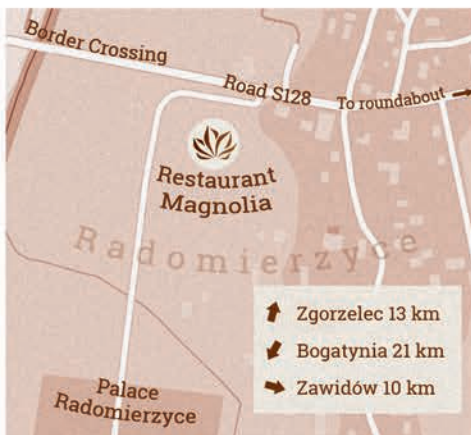 Border Crossing
Road S128
To roundabout
Restaurant
Magnolia
Radomierzyce
Zgorzelec 13 km
Bogatynia 21 km
Zawidów 10 km
Palace
Radomierzyce